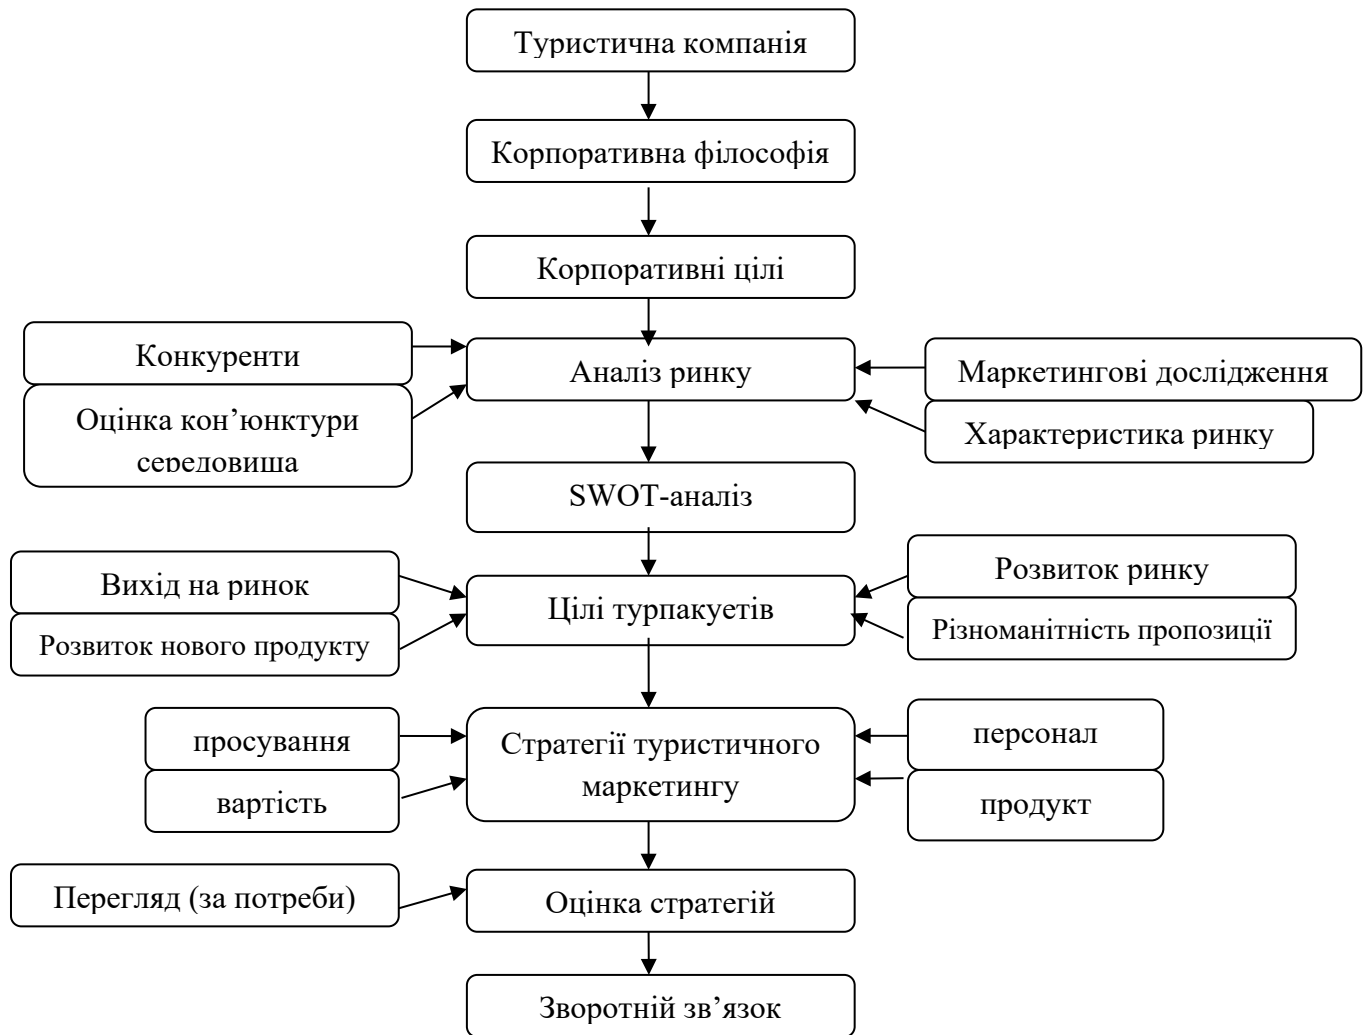 Туристична компанія
Корпоративна філософія
Корпоративні цілі
Конкуренти
Аналіз ринку
Маркетингові дослідження
Оцінка кон’юнктури
середовища
Характеристика ринку
SWOT-аналіз
Вихід на ринок
Цілі турпакуетів
Розвиток ринку
Розвиток нового продукту
Різноманітність пропозиції
просування
Стратегії туристичного
маркетингу
персонал
вартість
продукт
Перегляд (за потреби)
Оцінка стратегій
Зворотній зв’язок